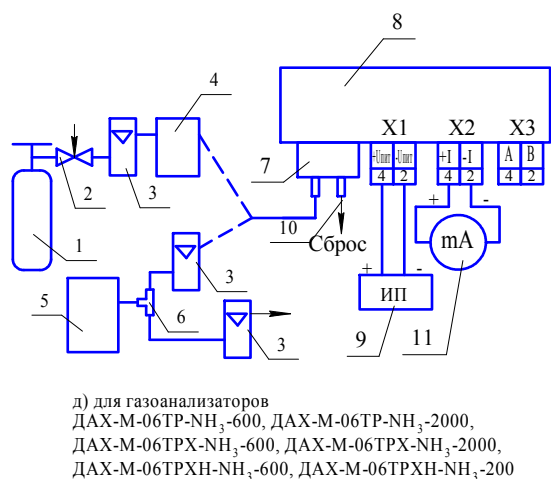 8
4
X1
X2
X3
7
+Uпит
-Uпит
+I
-I
A
B
4
2
4
2
4
2
2
3
1
10
Сброс
+
-
mA
+
-
ИП
3
5
6
3
9
11
д) для газоанализаторов
ДАХ-М-06ТР-NH3-600, ДАХ-М-06ТР-NH3-2000,
ДАХ-М-06ТРХ-NH3-600, ДАХ-М-06ТРХ-NH3-2000,
ДАХ-М-06ТРХН-NH3-600, ДАХ-М-06ТРХН-NH3-200